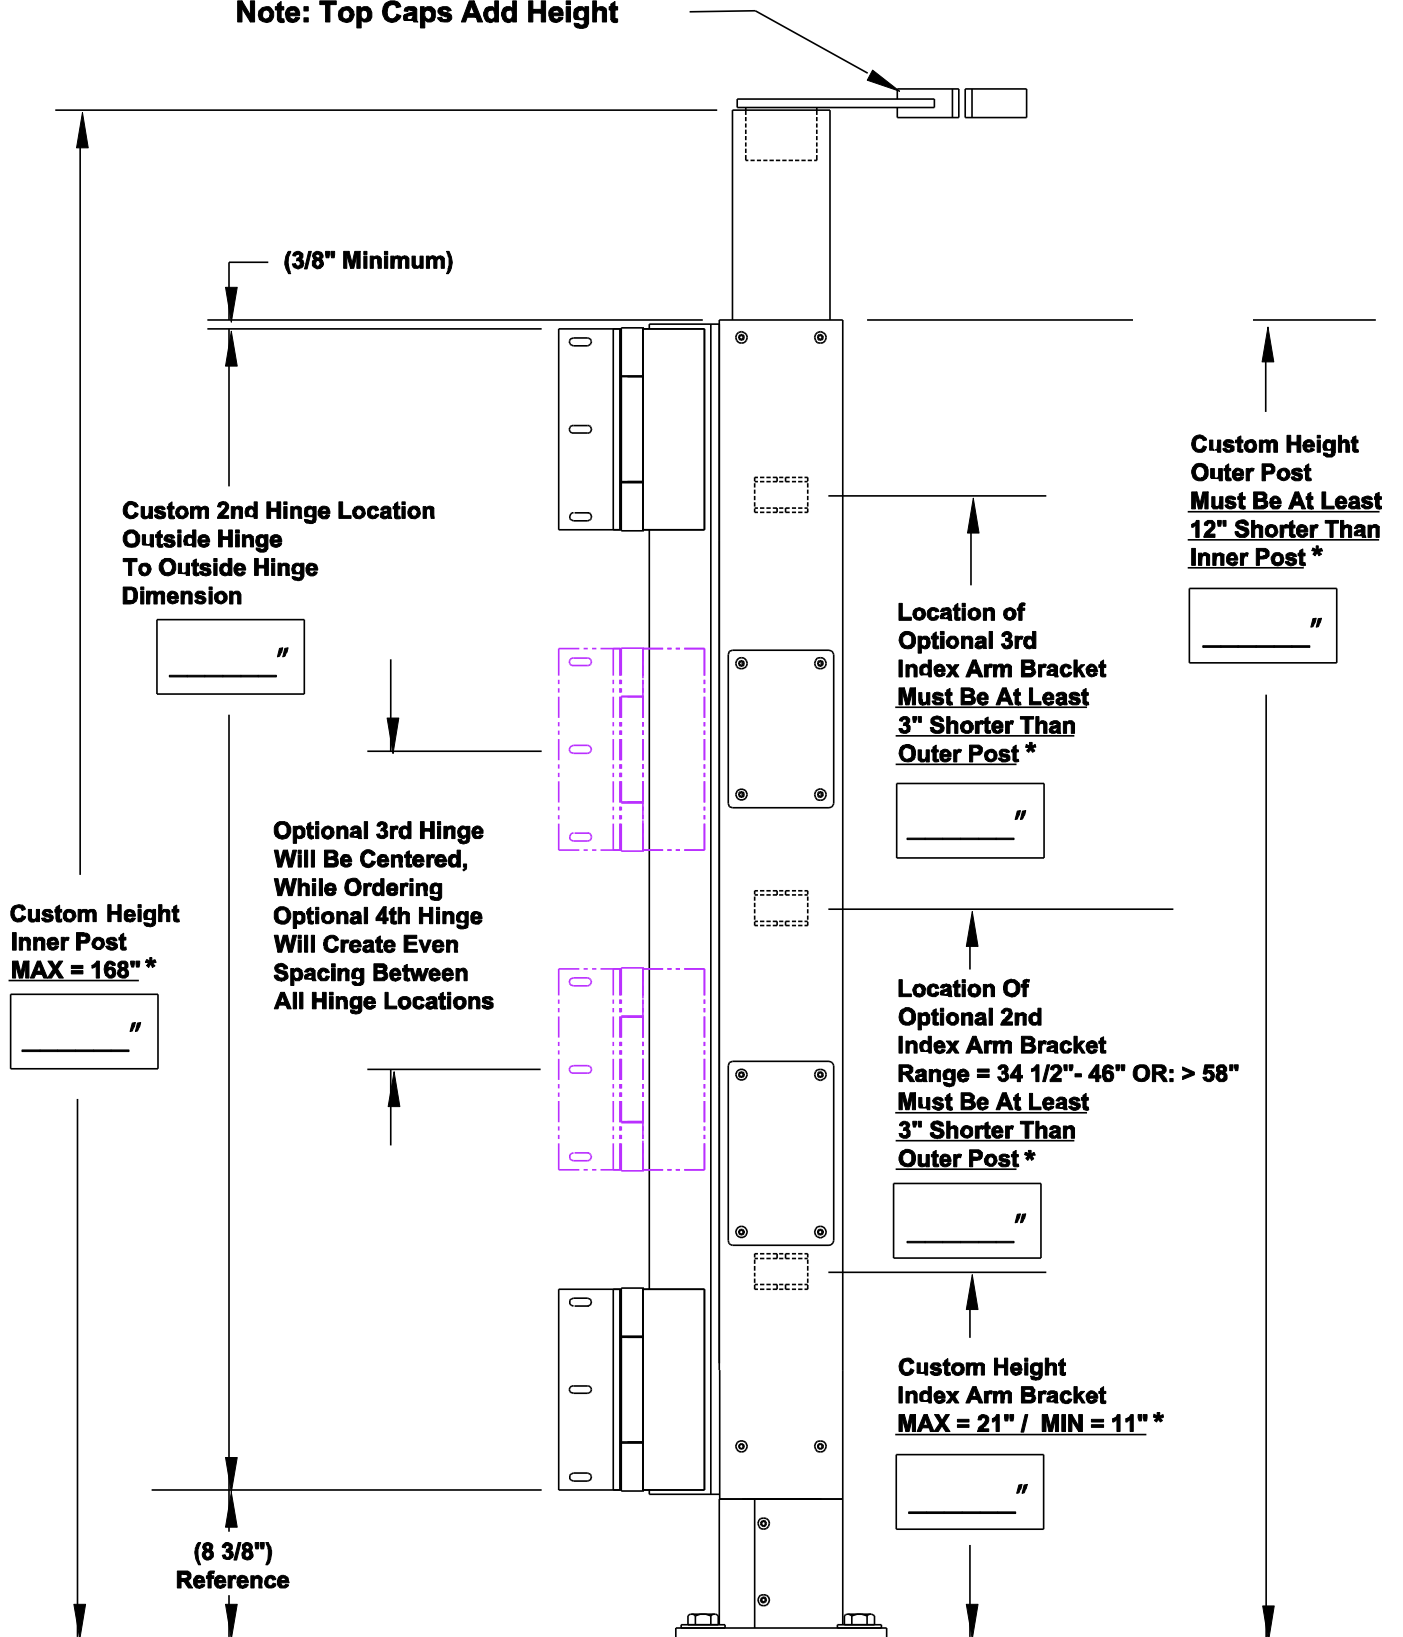 Note: Top Caps Add Height
(3/8" Minimum)
Custom 2nd Hinge Location
Outside Hinge
To Outside Hinge
Dimension
"
Custom Height
Outer Post
Must Be At Least
12" Shorter Than
Inner Post *
"
Location of
Optional 3rd
Index Arm Bracket
Must Be At Least
3" Shorter Than
Outer Post *
"
Optional 3rd Hinge
Will Be Centered,
While Ordering
Optional 4th Hinge
Will Create Even
Spacing Between
All Hinge Locations
Custom Height
Inner Post
MAX = 168" *
"
Location Of
Optional 2nd
Index Arm Bracket
Range = 34 1/2"- 46" OR: > 58"
Must Be At Least
3" Shorter Than
Outer Post *
"
Custom Height
Index Arm Bracket
MAX = 21" / MIN = 11" *
"
(8 3/8")
Reference